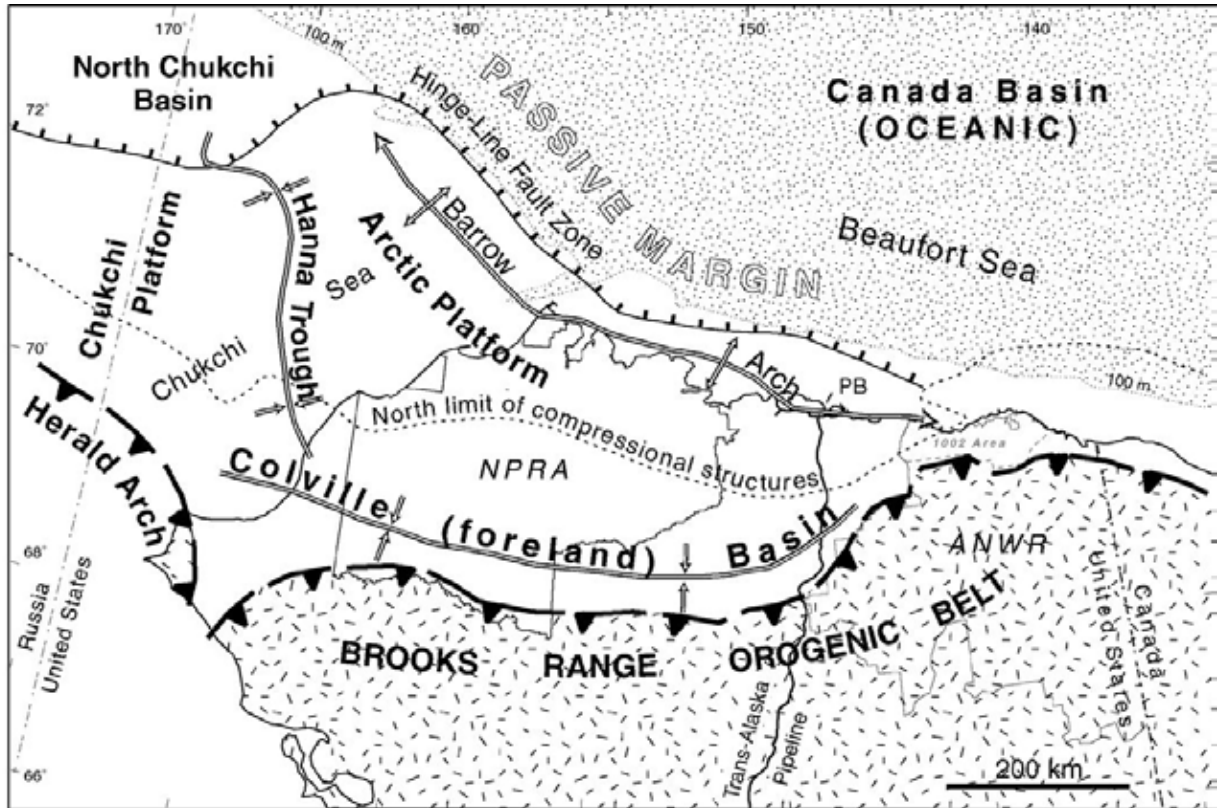 170°
160°
150°
140°
100 m.
North Chukchi
Basin
72°
PASSIVE MARGIN
Hinge-Line Fault Zone
Canada Basin
(OCEANIC)
Beaufort Sea
Hanna Trough
Barrow
Arch
Arctic Platform
Chukchi
Platform
Chukchi
Sea
70°
PB
100 m.
North limit of compressional structures
1002 Area
Herald Arch
NPRA
Colville (foreland) Basin
ANWR
68°
Russia
United States
BROOKS RANGE OROGENIC BELT
Canada
United Stares
Trans-Alaska
Pipeline
66°
200 km